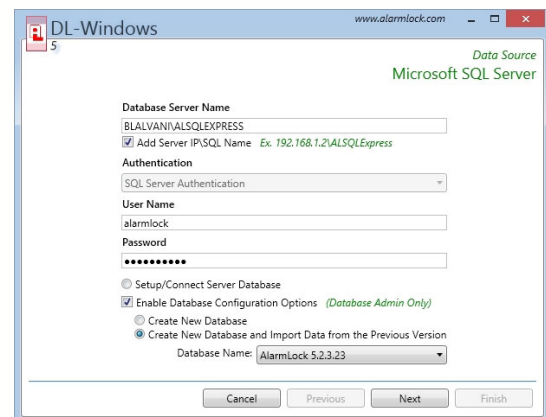 www.alarmlock.com
AL DL-Windows
5
Data Source
Microsoft SQL Server
Database Server Name
BLALVANI\ALSQLEXPRESS
Add Server IP\SQL Name Ex. 192.168.1.2\ALSQLExpress
Authentication
SQL Server Authentication
User Name
alarmlock
Password
●●●●●●●●●●
Setup/Connect Server Database
Enable Database Configuration Options (Database Admin Only)
Create New Database
Create New Database and Import Data from the Previous Version
Database Name: AlarmLock 5.2.3.23
Cancel Previous Next Finish